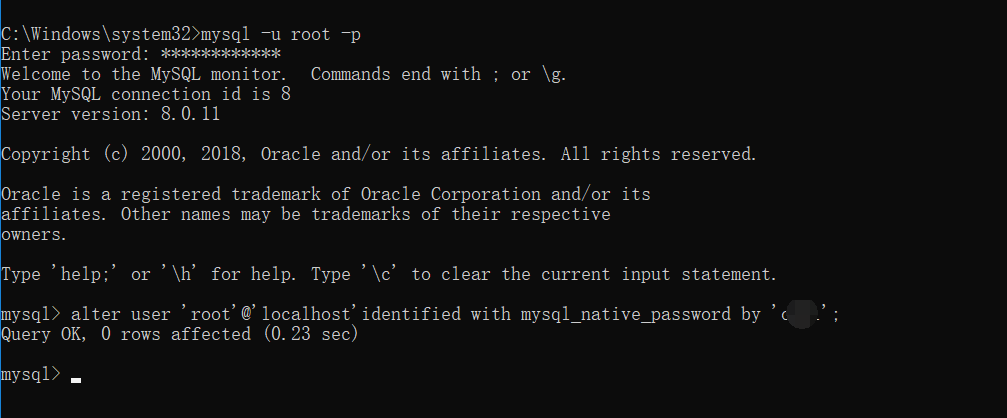 C:\Windows\system32>mysql -u root -p
Enter password: ************
Welcome to the MySQL monitor.  Commands end with ; or \g.
Your MySQL connection id is 8
Server version: 8.0.11
Copyright (c) 2000, 2018, Oracle and/or its affiliates. All rights reserved.
Oracle is a registered trademark of Oracle Corporation and/or its
affiliates. Other names may be trademarks of their respective
owners.
Type 'help;' or '\h' for help. Type '\c' to clear the current input statement.
mysql> alter user 'root'@'localhost'identified with mysql_native_password by '';
Query OK, 0 rows affected (0.23 sec)
mysql>